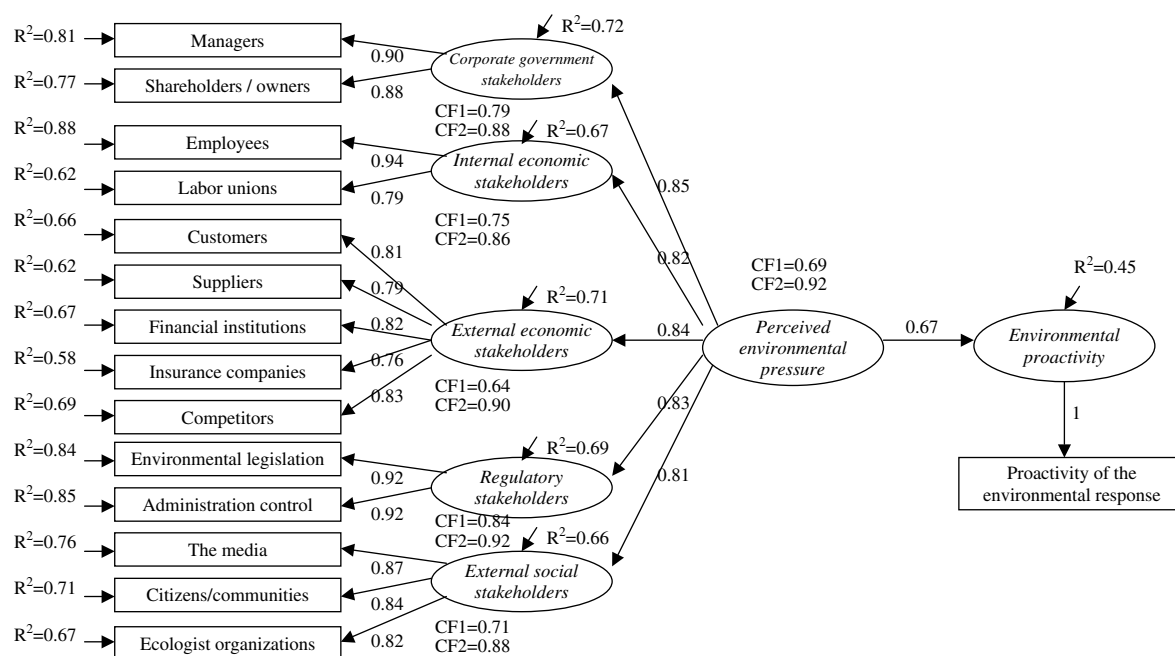 R²=0.81
Managers
0.90
R²=0.77
Shareholders / owners
0.88
Corporate government
stakeholders
R²=0.72
CF1=0.79
CF2=0.88
R²=0.88
Employees
0.94
R²=0.62
Labor unions
0.79
Internal economic
stakeholders
R²=0.67
CF1=0.75
CF2=0.86
R²=0.66
Customers
0.81
R²=0.62
Suppliers
0.79
R²=0.67
Financial institutions
0.82
R²=0.58
Insurance companies
0.76
R²=0.69
Competitors
0.83
External economic
stakeholders
R²=0.71
CF1=0.64
CF2=0.90
R²=0.84
Environmental legislation
0.92
R²=0.85
Administration control
0.92
Regulatory
stakeholders
R²=0.69
CF1=0.84
CF2=0.92
R²=0.76
The media
0.87
R²=0.71
Citizens/communities
0.84
R²=0.67
Ecologist organizations
0.82
External social
stakeholders
R²=0.66
CF1=0.71
CF2=0.88
0.85
0.82
0.84
0.83
0.81
CF1=0.69
CF2=0.92
Perceived
environmental
pressure
0.67
R²=0.45
Environmental
proactivity
1
Proactivity of the
environmental response